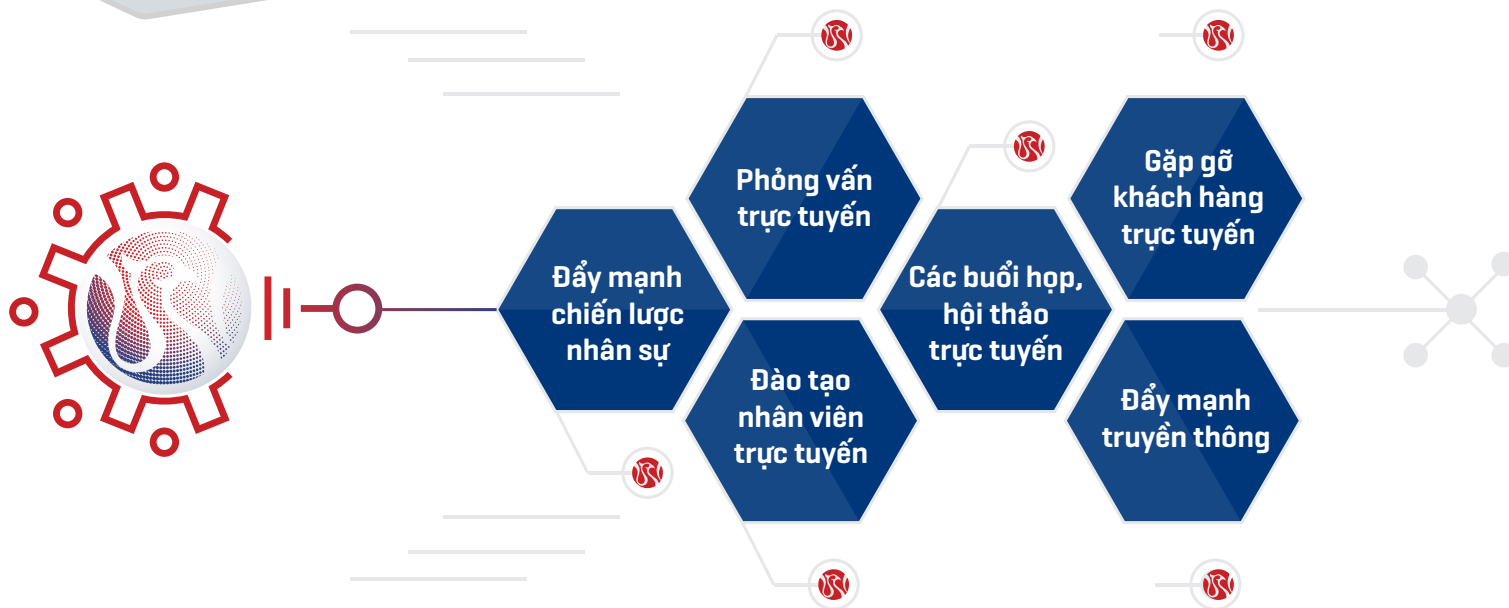 Đẩy mạnh
chiến lược
nhân sự
Phỏng vấn
trực tuyến
Đào tạo
nhân viên
trực tuyến
Các buổi họp,
hội thảo
trực tuyến
Gặp gỡ
khách hàng
trực tuyến
Đẩy mạnh
truyền thông